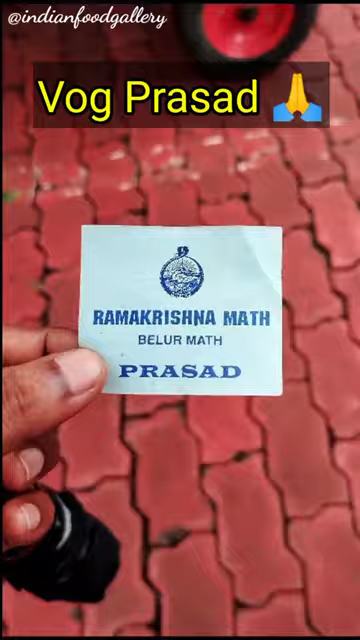 @indianfoodgallery
Vog Prasad 🙏
RAMAKRISHNA MATH
BELUR MATH
PRASAD